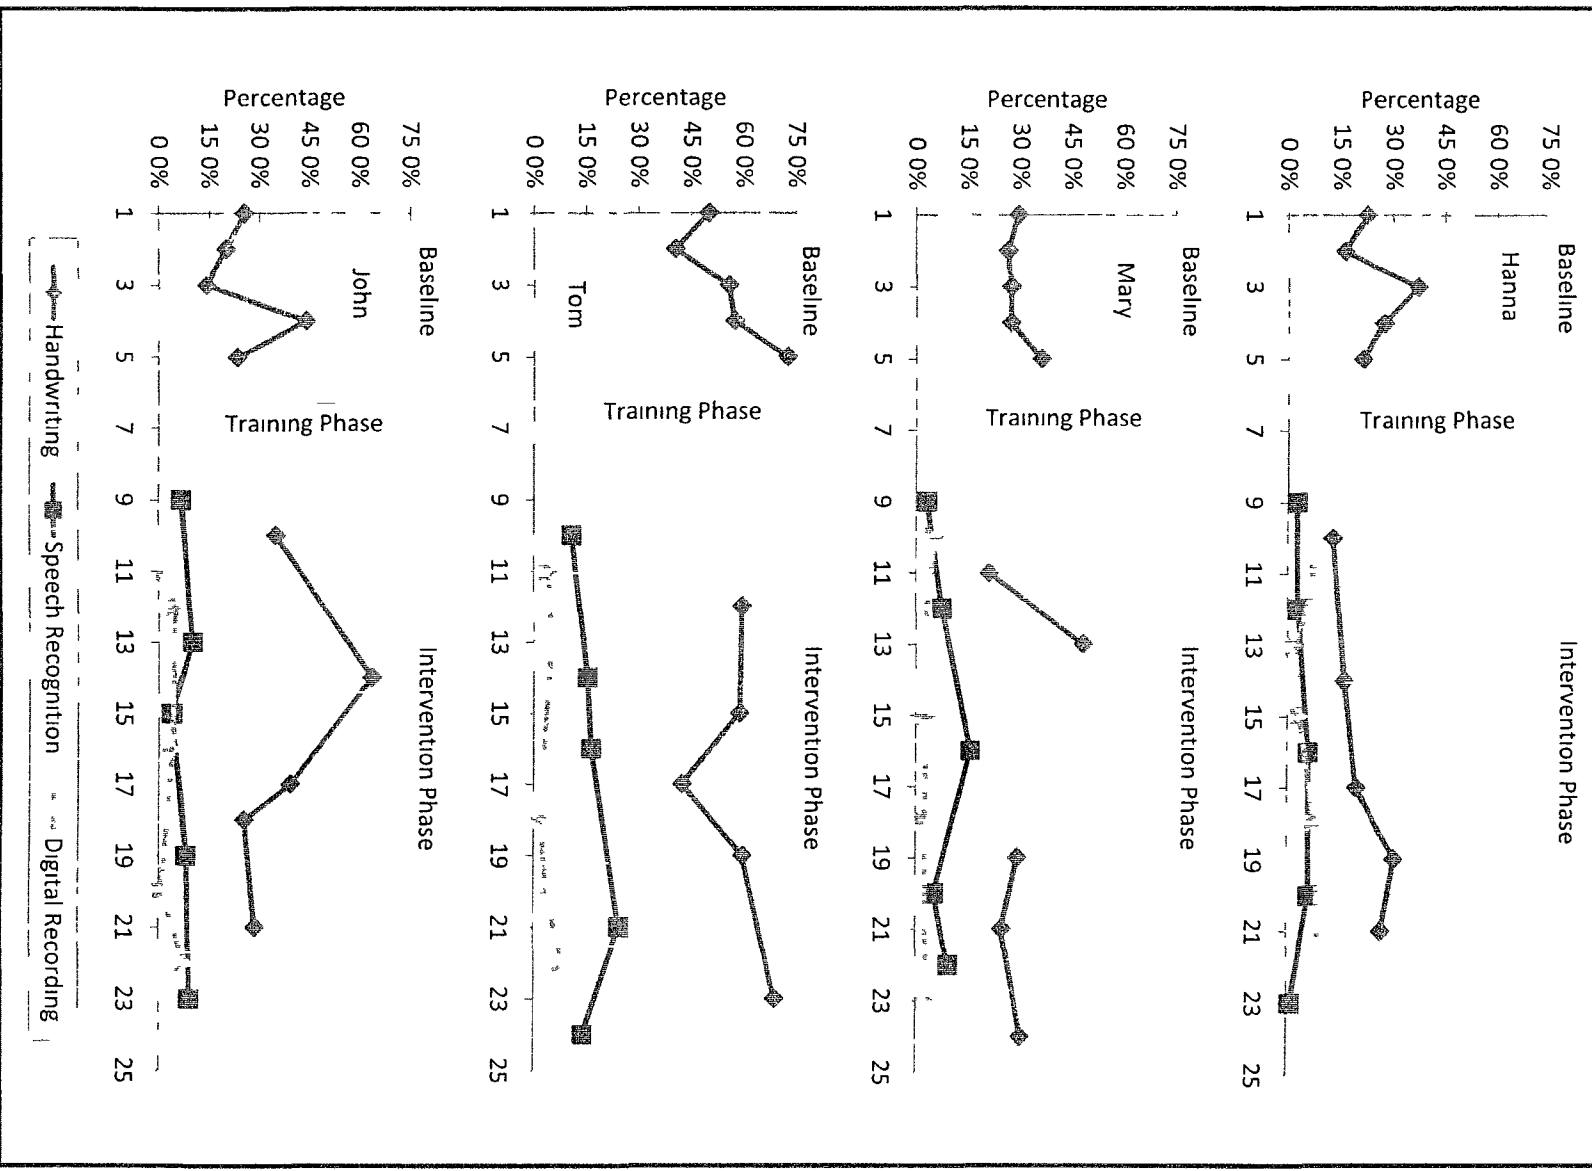 Baseline Intervention Phase
75 0%
Hanna
60 0%
45 0%
30 0%
15 0%
0 0%
Percentage
Training Phase
1 3 5 7 9 11 13 15 17 19 21 23 25
Baseline Intervention Phase
75 0%
Mary
60 0%
45 0%
30 0%
15 0%
0 0%
Percentage
Training Phase
1 3 5 7 9 11 13 15 17 19 21 23 25
Baseline Intervention Phase
75 0%
60 0%
45 0%
30 0%
15 0%
0 0%
Tom
Percentage
Training Phase
1 3 5 7 9 11 13 15 17 19 21 23 25
Baseline Intervention Phase
75 0%
60 0%
John
45 0%
30 0%
15 0%
0 0%
Percentage
Training Phase
1 3 5 7 9 11 13 15 17 19 21 23 25
Handwriting Speech Recognition Digital Recording